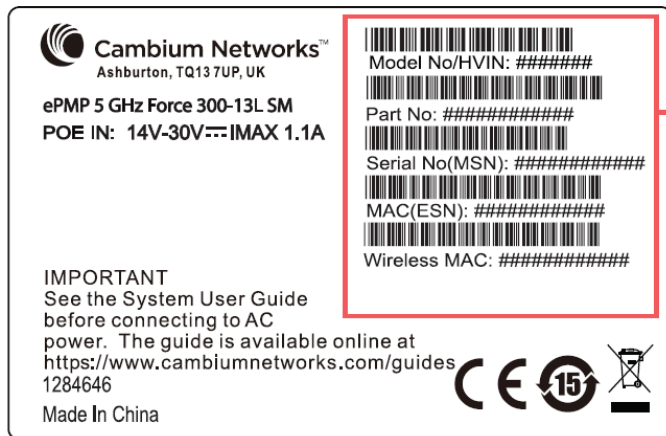 Cambium Networks™
Ashburton, TQ13 7UP, UK
ePMP 5 GHz Force 300-13L SM
POE IN: 14V-30V⎓IMAX 1.1A
Model No/HVIN: #######
Part No: #############
Serial No(MSN): #############
MAC(ESN): #############
Wireless MAC: #############
IMPORTANT
See the System User Guide
before connecting to AC
power. The guide is available online at
https://www.cambiumnetworks.com/guides
1284646
Made In China
CE
15